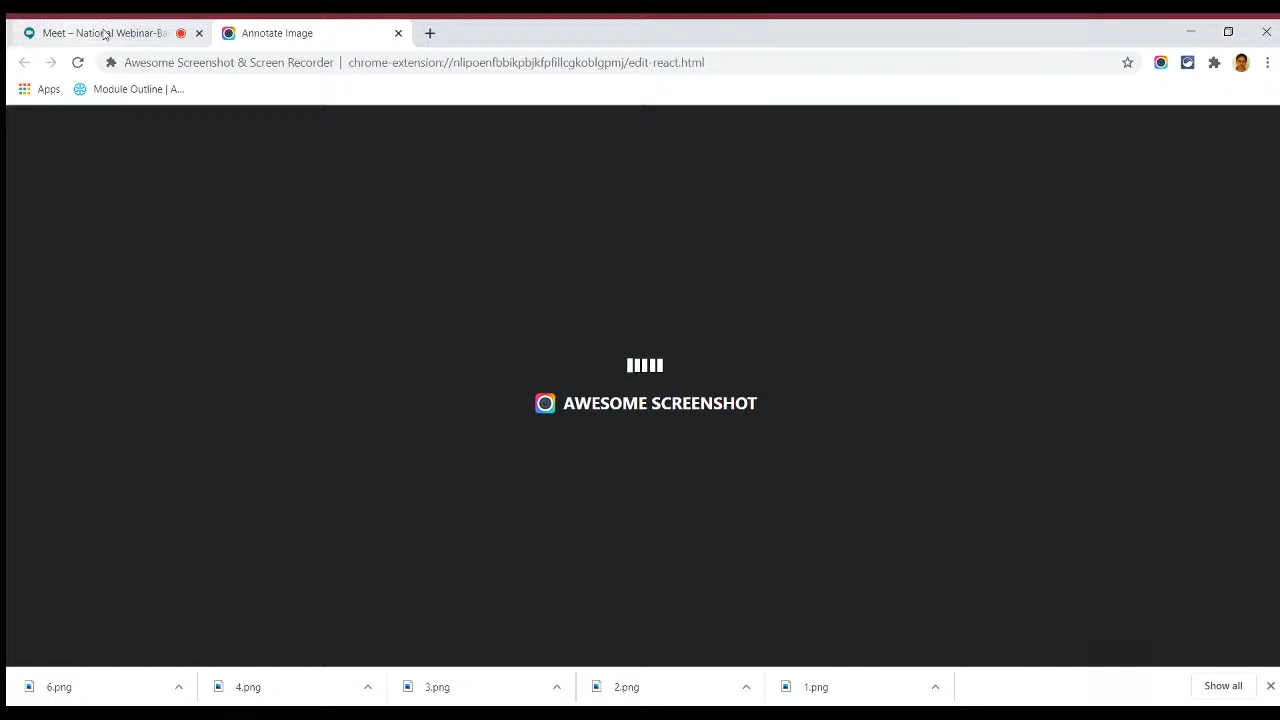 Meet – National Webinar-Ba
Annotate Image
Awesome Screenshot & Screen Recorder | chrome-extension://nlipoenfbbikpbjkfpfillcgkoblgpmj/edit-react.html
Apps
Module Outline | A...
AWESOME SCREENSHOT
6.png
4.png
3.png
2.png
1.png
Show all